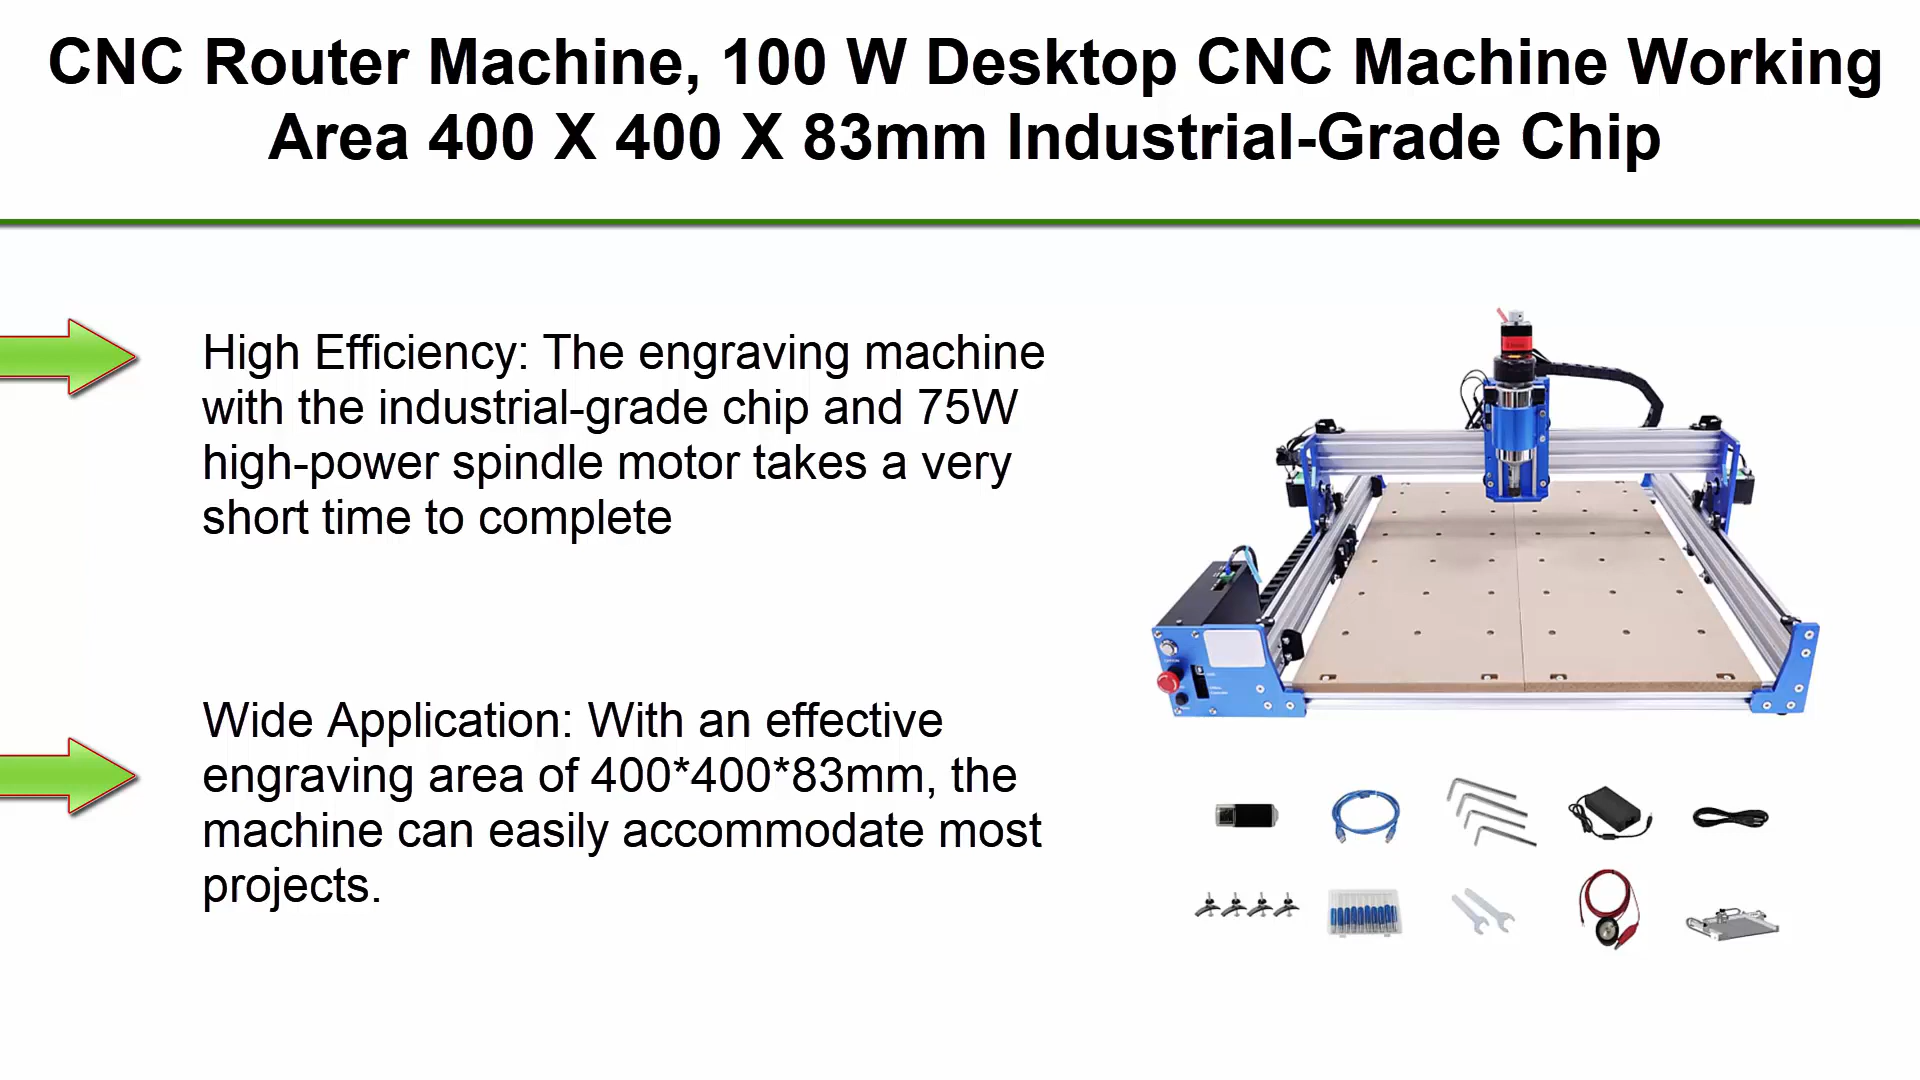 CNC Router Machine, 100 W Desktop CNC Machine Working
Area 400 X 400 X 83mm Industrial-Grade Chip
High Efficiency: The engraving machine
with the industrial-grade chip and 75W
high-power spindle motor takes a very
short time to complete
Wide Application: With an effective
engraving area of 400*400*83mm, the
machine can easily accommodate most
projects.